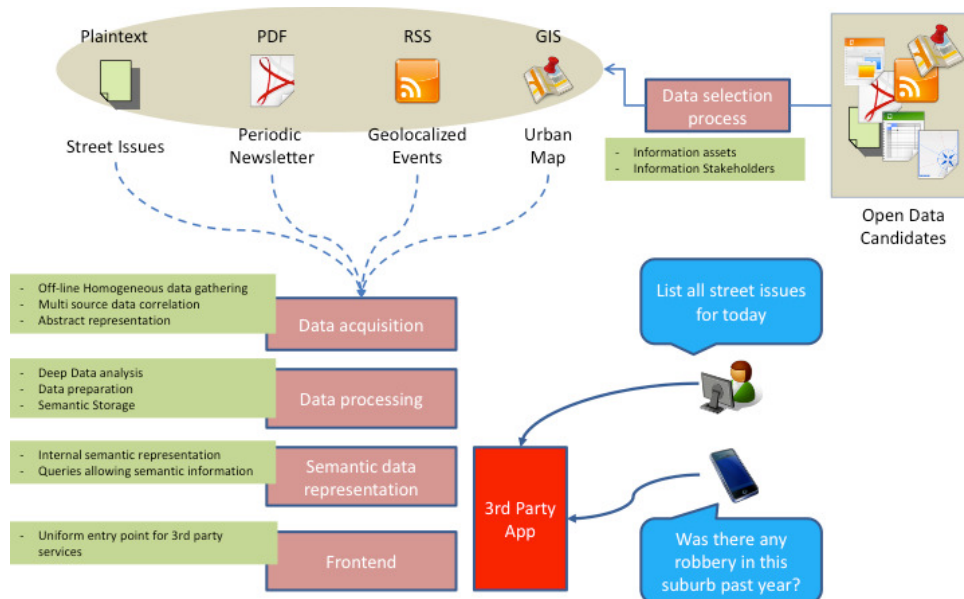 Plaintext
PDF
RSS
GIS
Street Issues
Periodic
Newsletter
Geolocalized
Events
Urban
Map
Data selection
process
- Information assets
- Information Stakeholders
Open Data
Candidates
- Off-line Homogeneous data gathering
- Multi source data correlation
- Abstract representation
Data acquisition
List all street issues
for today
- Deep Data analysis
- Data preparation
- Semantic Storage
Data processing
- Internal semantic representation
- Queries allowing semantic information
Semantic data
representation
3rd Party
App
- Uniform entry point for 3rd party
services
Frontend
Was there any
robbery in this
suburb past year?